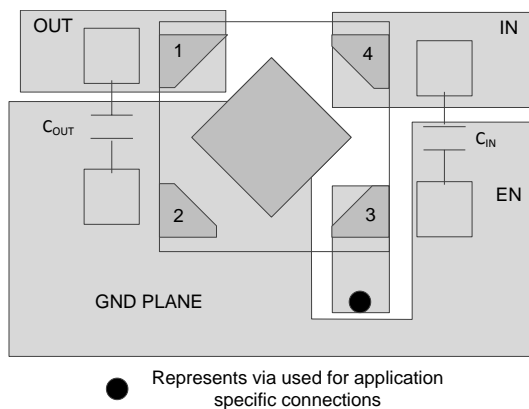 OUT
IN
1
4
COUT
CIN
2
3
EN
GND PLANE
Represents via used for application
specific connections